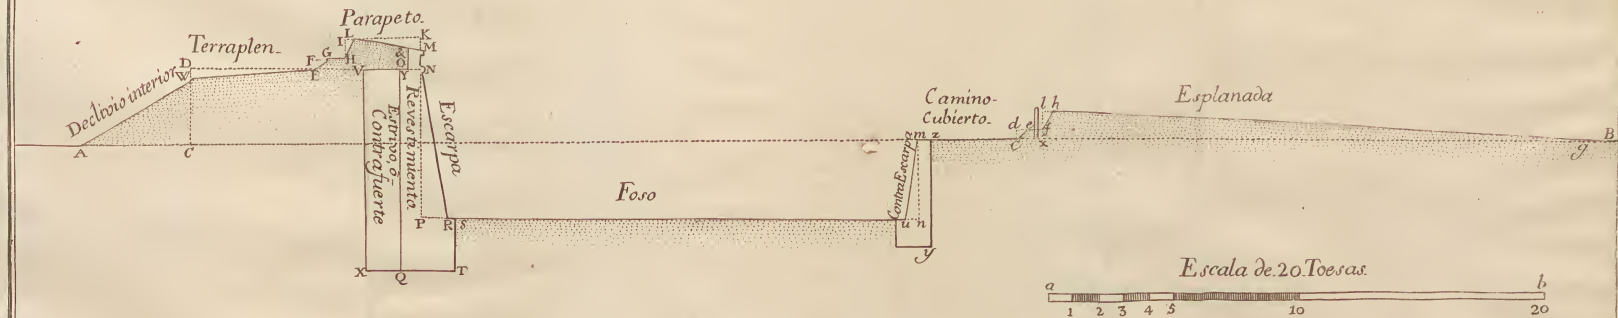 Parapeto.
L K
I M
Terraplen.
G
D F H & 
W E V O Y N
Declivio interior
A C
Estrivo, ò
Contrafuerte
Revestimiento.
Escarpa
P R S
X Q T
Foso
Camino
Cubierto.
m z
ContraEscarpa
u n
y
d e l h
c x
Esplanada
B
g
Escala de 20. Toesas.
a b
1 2 3 4 5 10 20